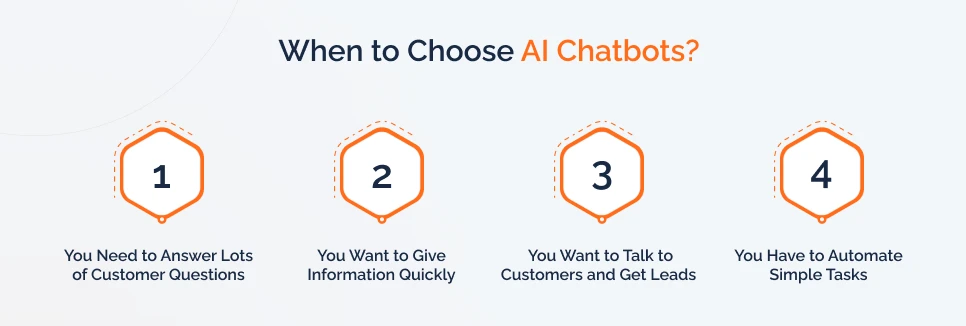 When to Choose AI Chatbots?
1
2
3
4
You Need to Answer Lots
of Customer Questions
You Want to Give
Information Quickly
You Want to Talk to
Customers and Get Leads
You Have to Automate
Simple Tasks